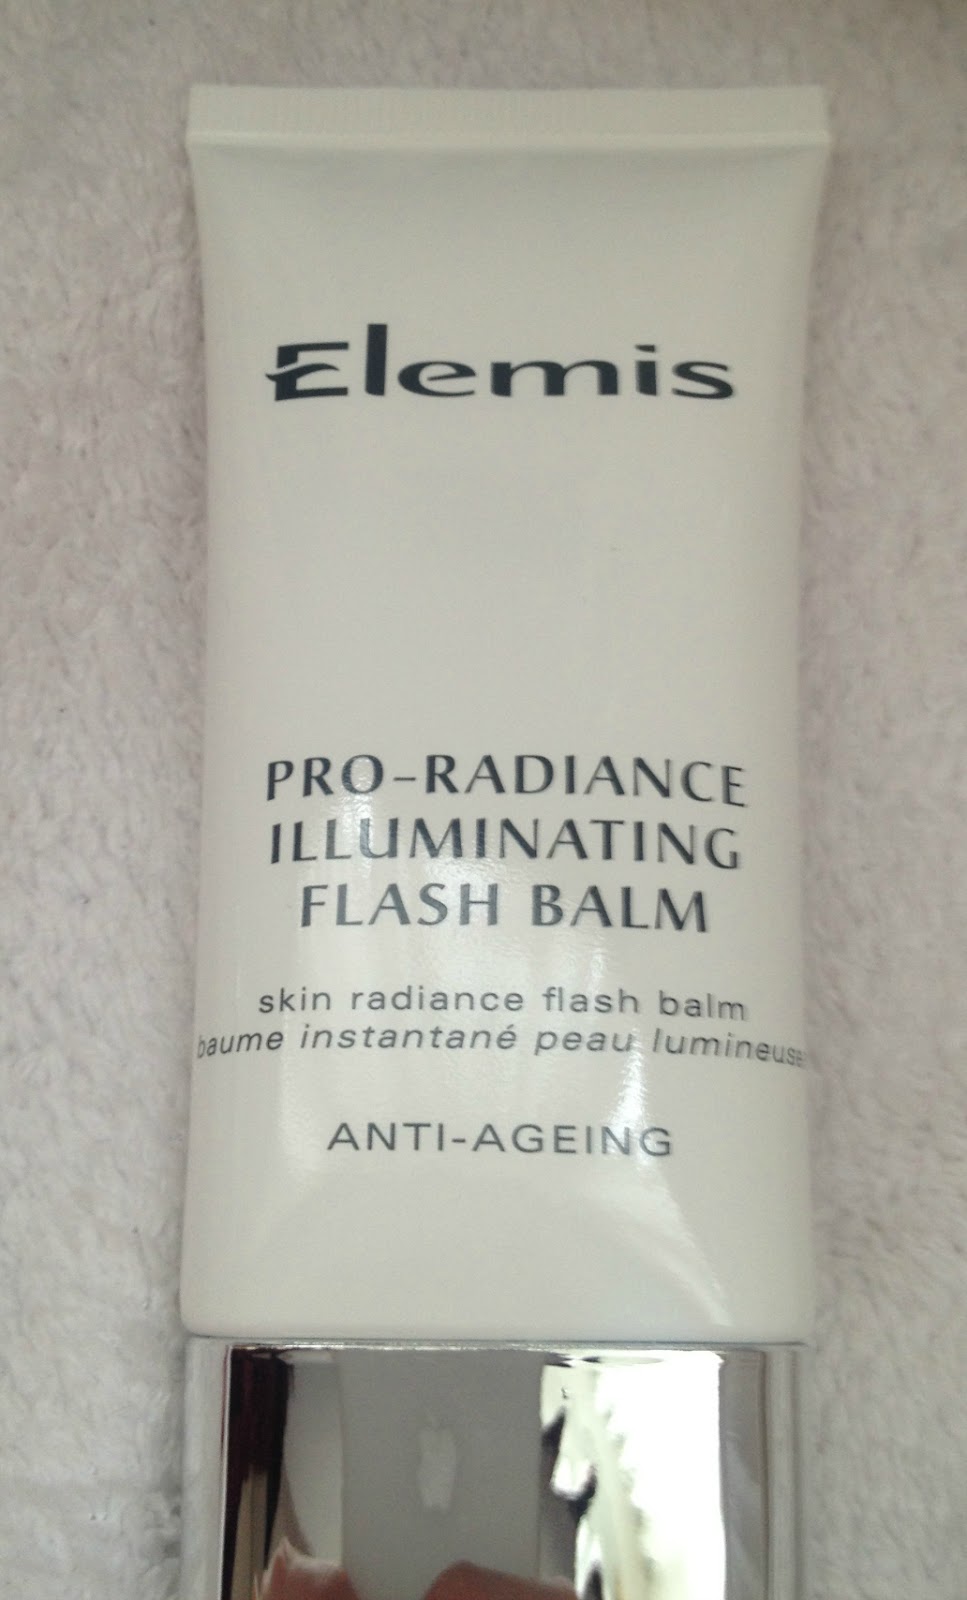 Elemis
PRO-RADIANCE
ILLUMINATING
FLASH BALM
skin radiance flash balm
baume instantané peau lumineuse
ANTI-AGEING